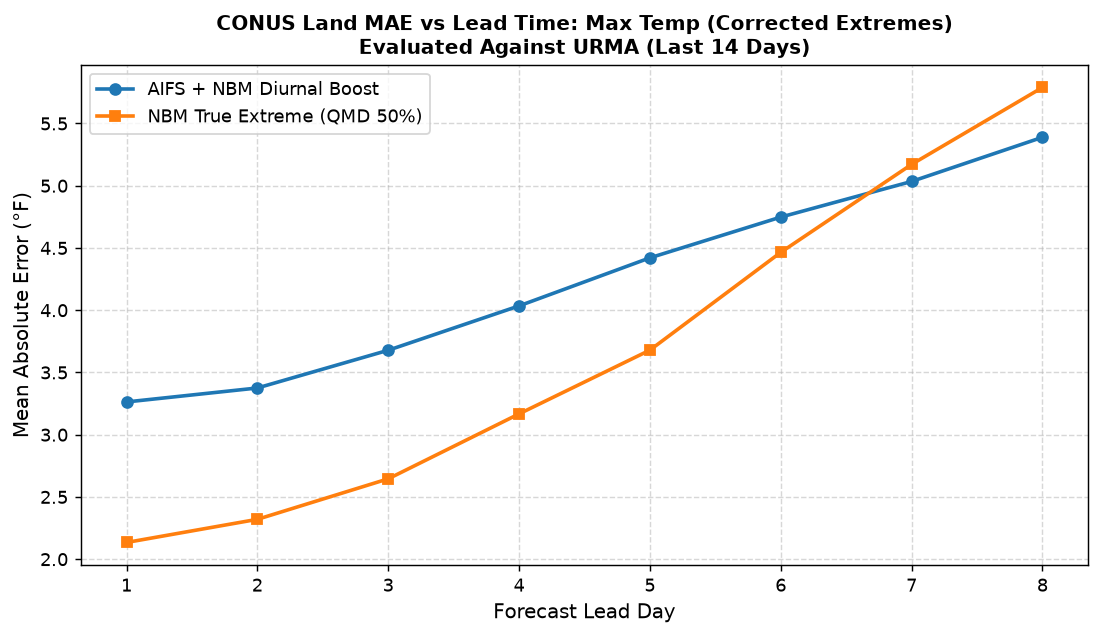 CONUS Land MAE vs Lead Time: Max Temp (Corrected Extremes)
Evaluated Against URMA (Last 14 Days)
AIFS + NBM Diurnal Boost
NBM True Extreme (QMD 50%)
Mean Absolute Error (°F)
5.5
5.0
4.5
4.0
3.5
3.0
2.5
2.0
1 2 3 4 5 6 7 8
Forecast Lead Day